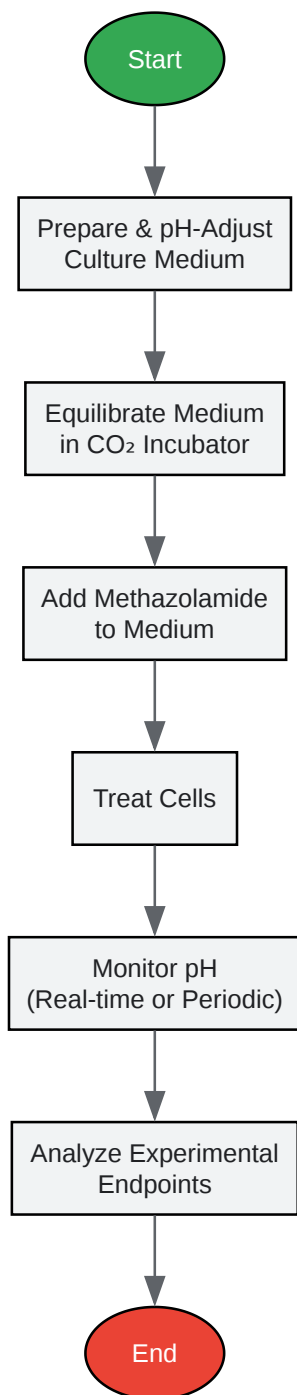 Start
Prepare & pH-Adjust
Culture Medium
Equilibrate Medium
in CO₂ Incubator
Add Methazolamide
to Medium
Treat Cells
Monitor pH
(Real-time or Periodic)
Analyze Experimental
Endpoints
End